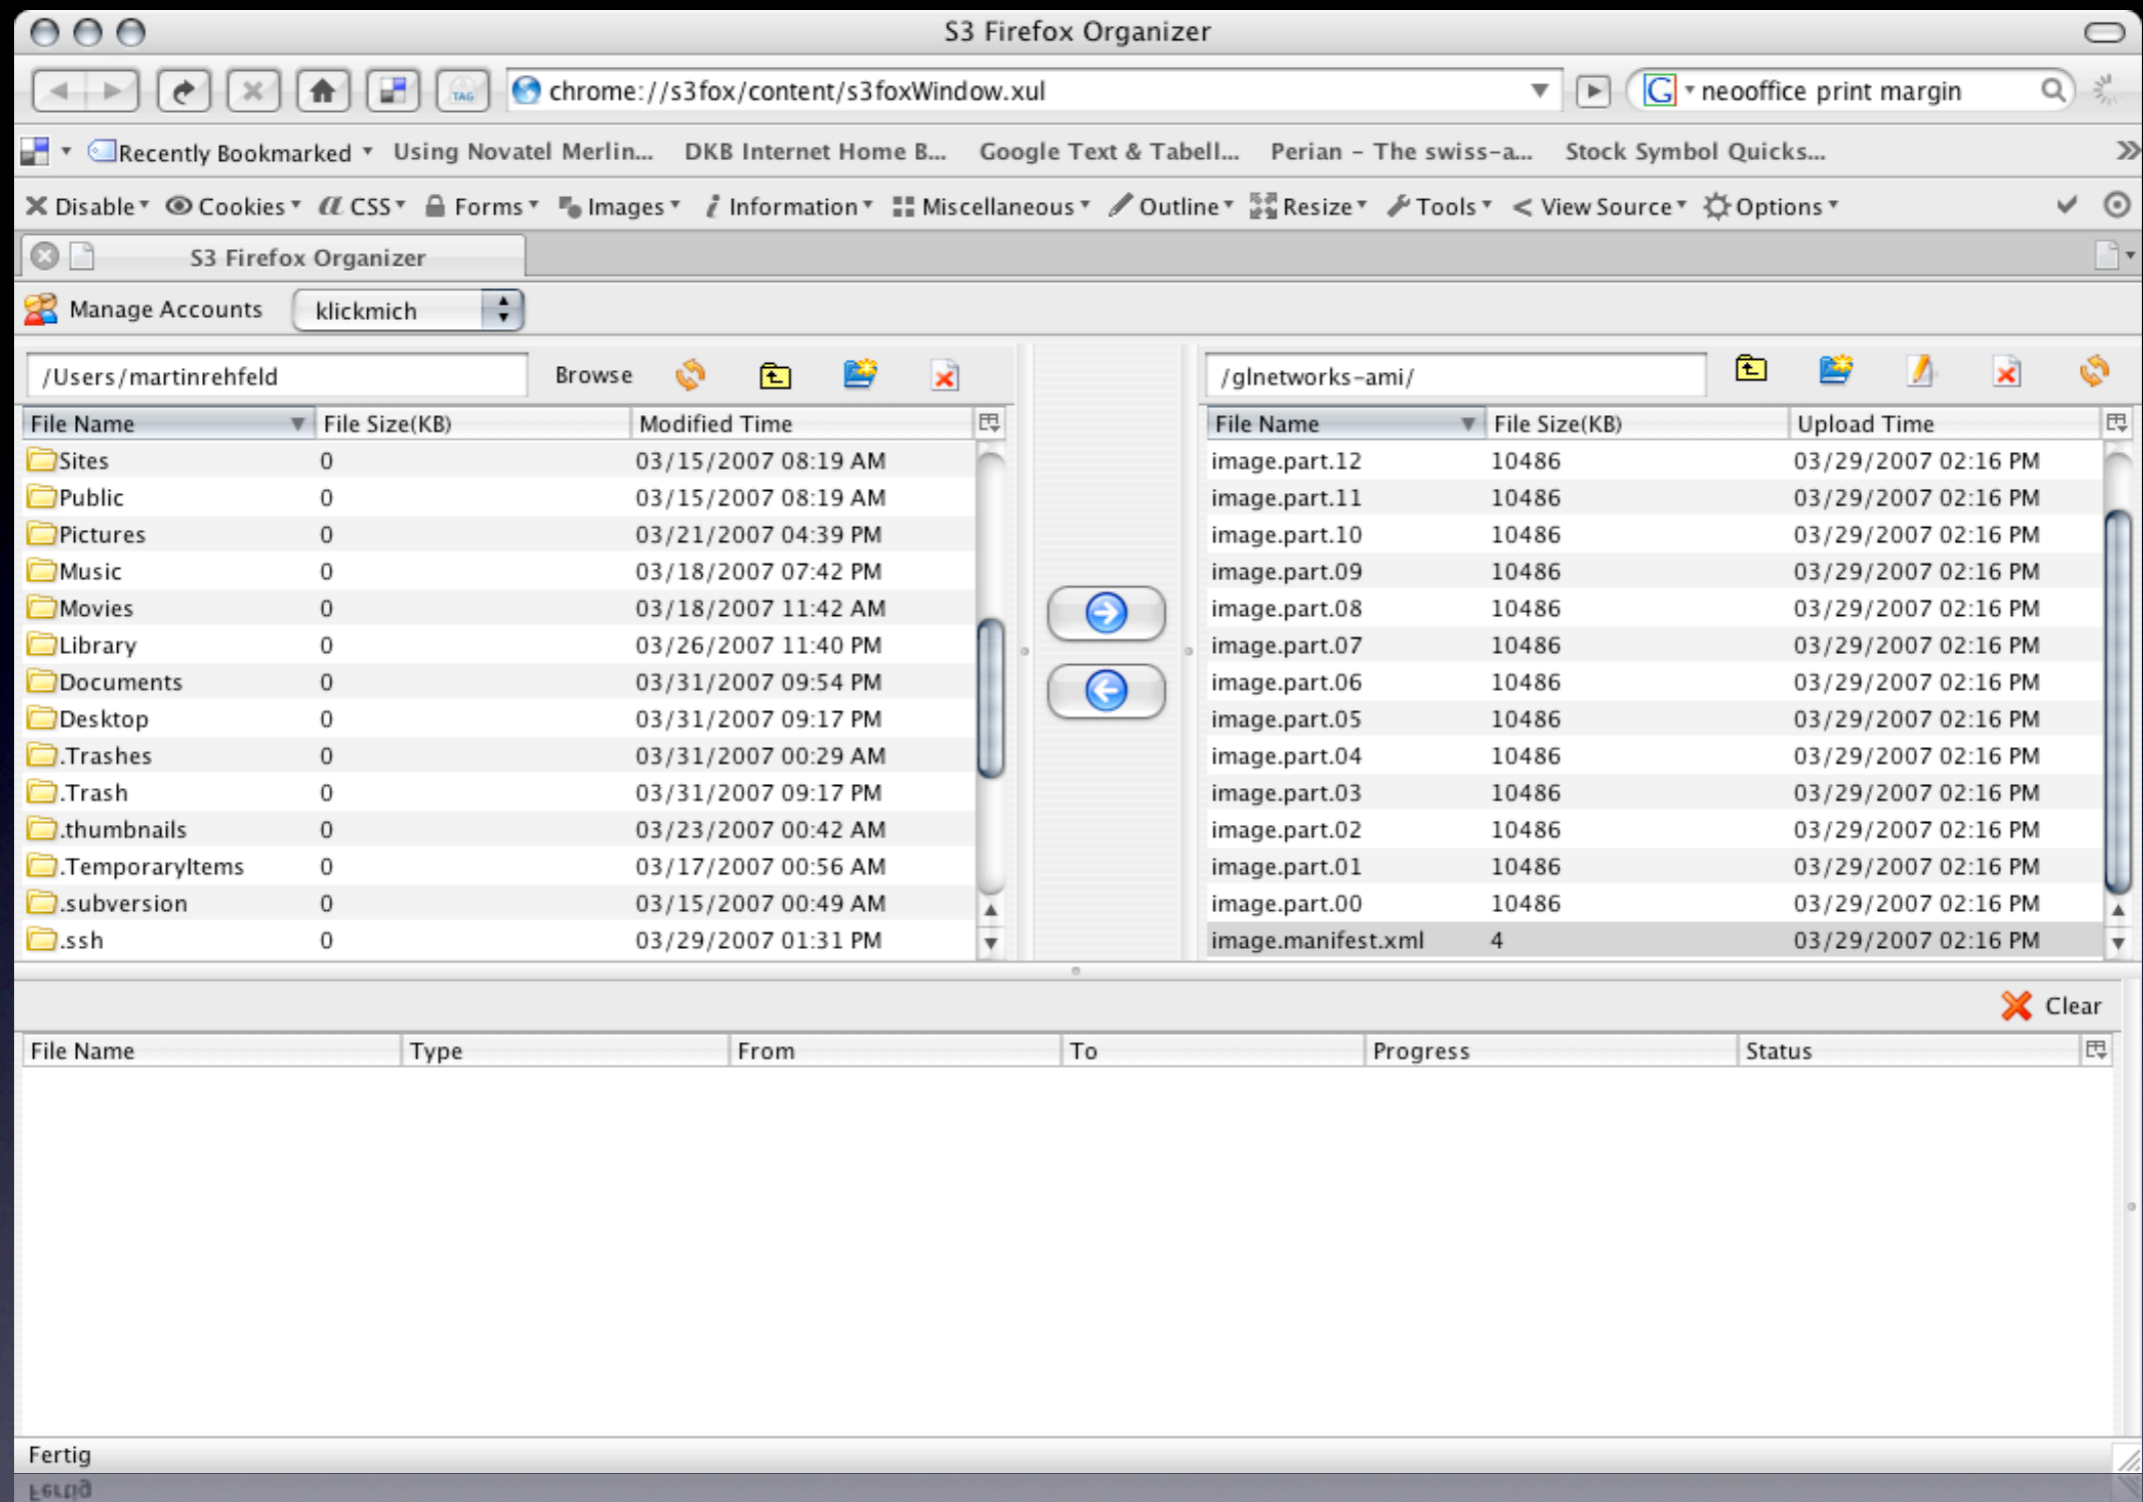 S3 Firefox Organizer
TAG chrome://s3fox/content/s3foxWindow.xul G neooffice print margin
Recently Bookmarked Using Novatel Merlin... DKB Internet Home B... Google Text & Tabell... Perian – The swiss-a... Stock Symbol Quicks...
Disable Cookies CSS Forms Images Information Miscellaneous Outline Resize Tools View Source Options
S3 Firefox Organizer
Manage Accounts klickmich
/Users/martinrehfeld Browse
File Name File Size(KB) Modified Time
Sites 0 03/15/2007 08:19 AM
Public 0 03/15/2007 08:19 AM
Pictures 0 03/21/2007 04:39 PM
Music 0 03/18/2007 07:42 PM
Movies 0 03/18/2007 11:42 AM
Library 0 03/26/2007 11:40 PM
Documents 0 03/31/2007 09:54 PM
Desktop 0 03/31/2007 09:17 PM
.Trashes 0 03/31/2007 00:29 AM
.Trash 0 03/31/2007 09:17 PM
.thumbnails 0 03/23/2007 00:42 AM
.TemporaryItems 0 03/17/2007 00:56 AM
.subversion 0 03/15/2007 00:49 AM
.ssh 0 03/29/2007 01:31 PM
/glnetworks-ami/
File Name File Size(KB) Upload Time
image.part.12 10486 03/29/2007 02:16 PM
image.part.11 10486 03/29/2007 02:16 PM
image.part.10 10486 03/29/2007 02:16 PM
image.part.09 10486 03/29/2007 02:16 PM
image.part.08 10486 03/29/2007 02:16 PM
image.part.07 10486 03/29/2007 02:16 PM
image.part.06 10486 03/29/2007 02:16 PM
image.part.05 10486 03/29/2007 02:16 PM
image.part.04 10486 03/29/2007 02:16 PM
image.part.03 10486 03/29/2007 02:16 PM
image.part.02 10486 03/29/2007 02:16 PM
image.part.01 10486 03/29/2007 02:16 PM
image.part.00 10486 03/29/2007 02:16 PM
image.manifest.xml 4 03/29/2007 02:16 PM
Clear
File Name Type From To Progress Status
Fertig